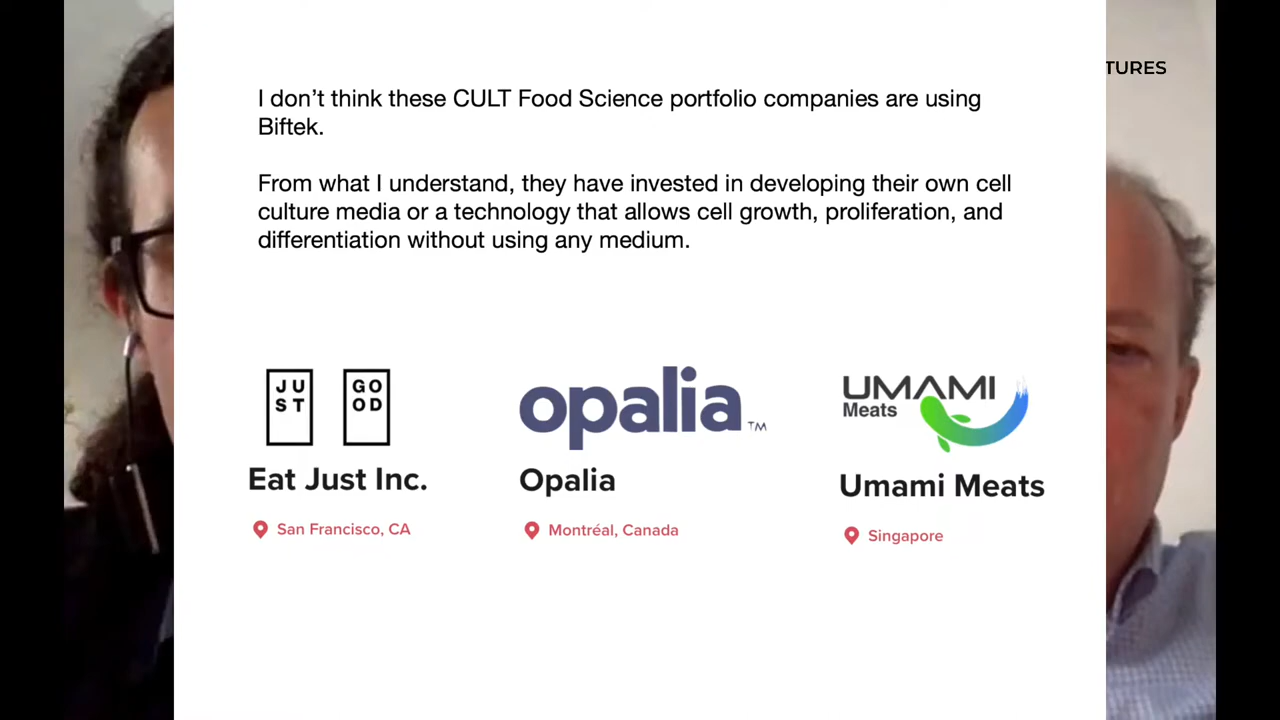 TURES
I don't think these CULT Food Science portfolio companies are using
Biftek.
From what I understand, they have invested in developing their own cell
culture media or a technology that allows cell growth, proliferation, and
differentiation without using any medium.
JU
ST
GO
OD
opalia™
UMAMI
Meats
Eat Just Inc.
Opalia
Umami Meats
San Francisco, CA
Montréal, Canada
Singapore